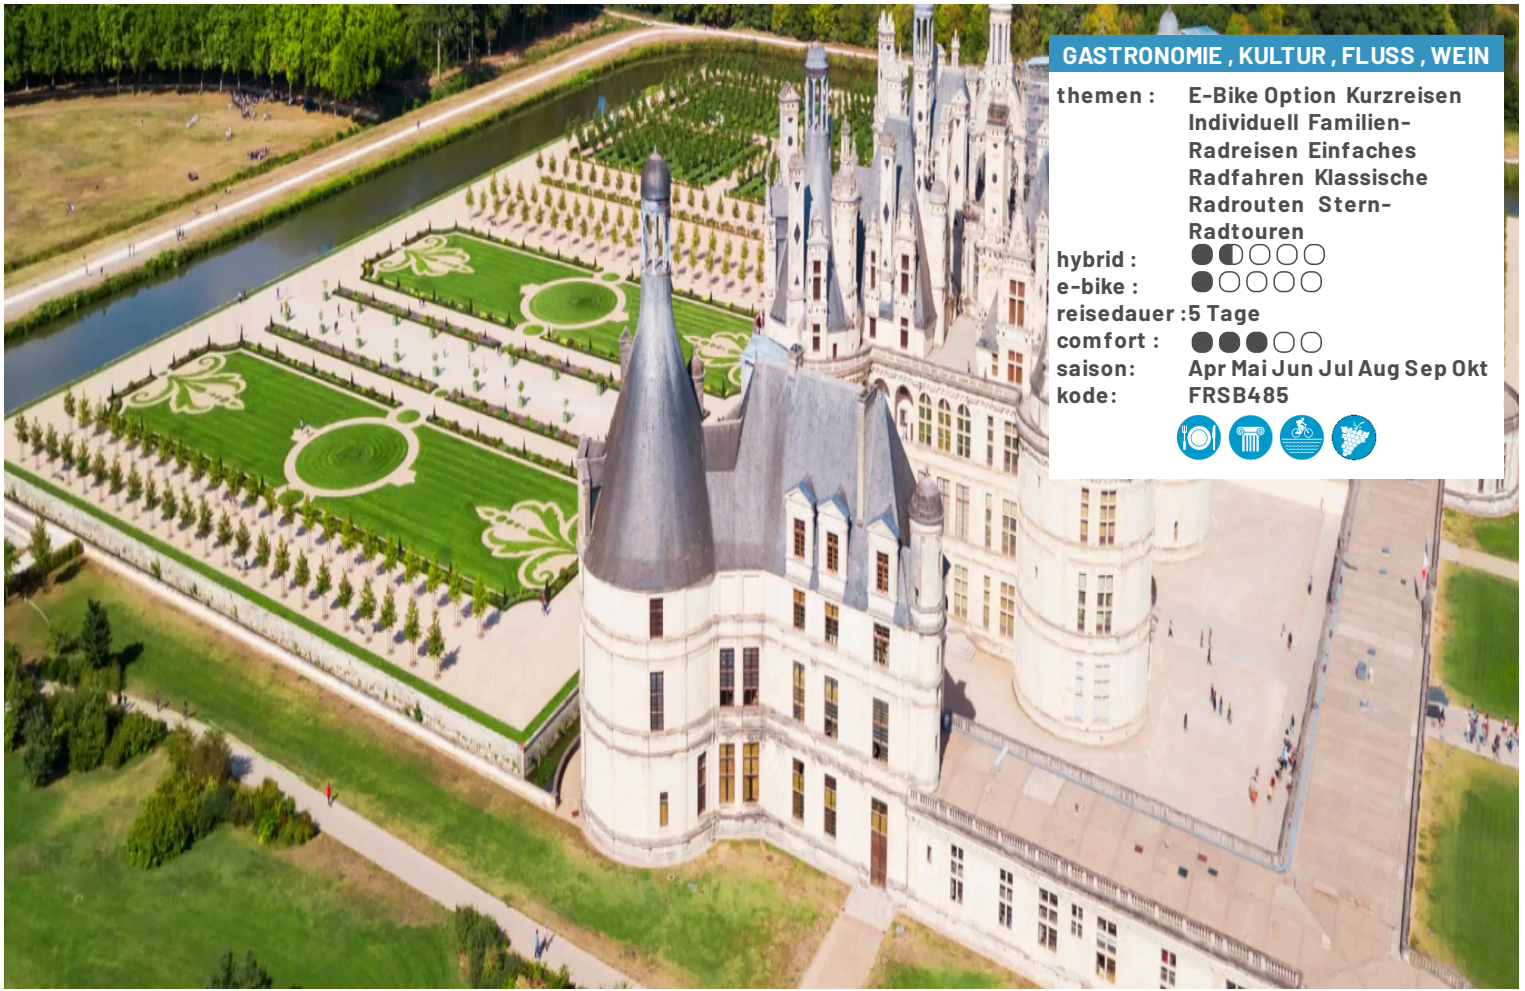 GASTRONOMIE , KULTUR , FLUSS , WEIN
themen : E-Bike Option Kurzreisen
Individuell Familien-
Radreisen Einfaches
Radfahren Klassische
Radrouten Stern-
Radtouren
hybrid :
e-bike :
reisedauer :5 Tage
comfort :
saison: Apr Mai Jun Jul Aug Sep Okt
kode: FRSB485